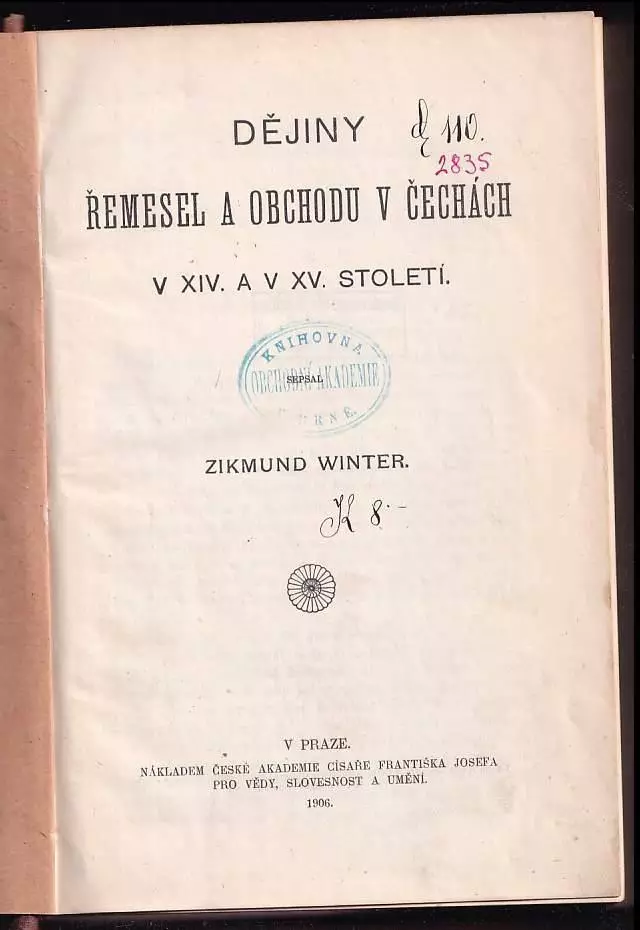 DĚJINY
110.
2835
ŘEMESEL A OBCHODU V ČECHÁCH
V XIV. A V XV. STOLETÍ.
KNIHOVNA
OBCHODNÍ AKADEMIE
SEPSAL
ZIKMUND WINTER.
K 8.–
V PRAZE.
NÁKLADEM ČESKÉ AKADEMIE CÍSAŘE FRANTIŠKA JOSEFA
PRO VĚDY, SLOVESNOST A UMĚNÍ.
1906.